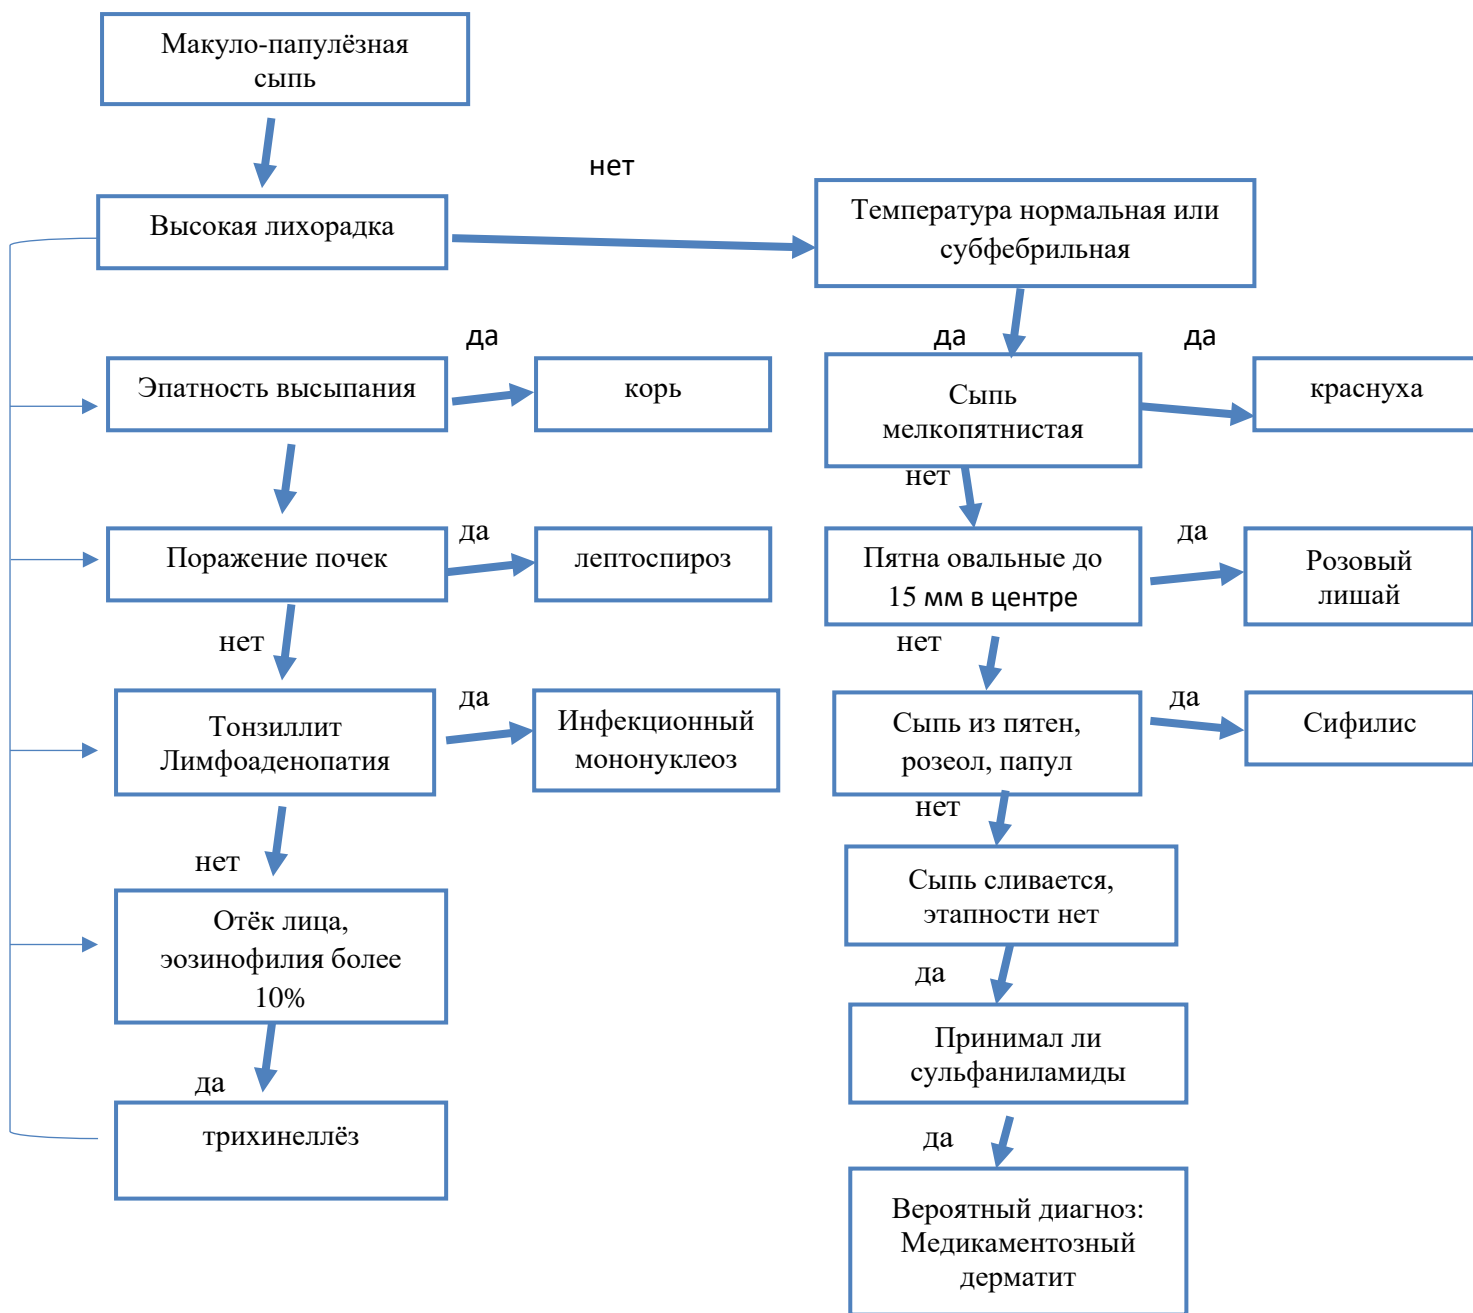 Макуло-папулёзная
сыпь
нет
Высокая лихорадка
Температура нормальная или
субфебрильная
да
да
да
Эпатность высыпания
корь
Сыпь
мелкопятнистая
краснуха
нет
да
да
Поражение почек
лептоспироз
Пятна овальные до
15 мм в центре
Розовый
лишай
нет
нет
да
да
Тонзиллит
Лимфоаденопатия
Инфекционный
мононуклеоз
Сыпь из пятен,
розеол, папул
Сифилис
нет
нет
Сыпь сливается,
этапности нет
Отёк лица,
эозинофилия более
10%
да
Принимал ли
сульфаниламиды
да
трихинеллёз
да
Вероятный диагноз:
Медикаментозный
дерматит